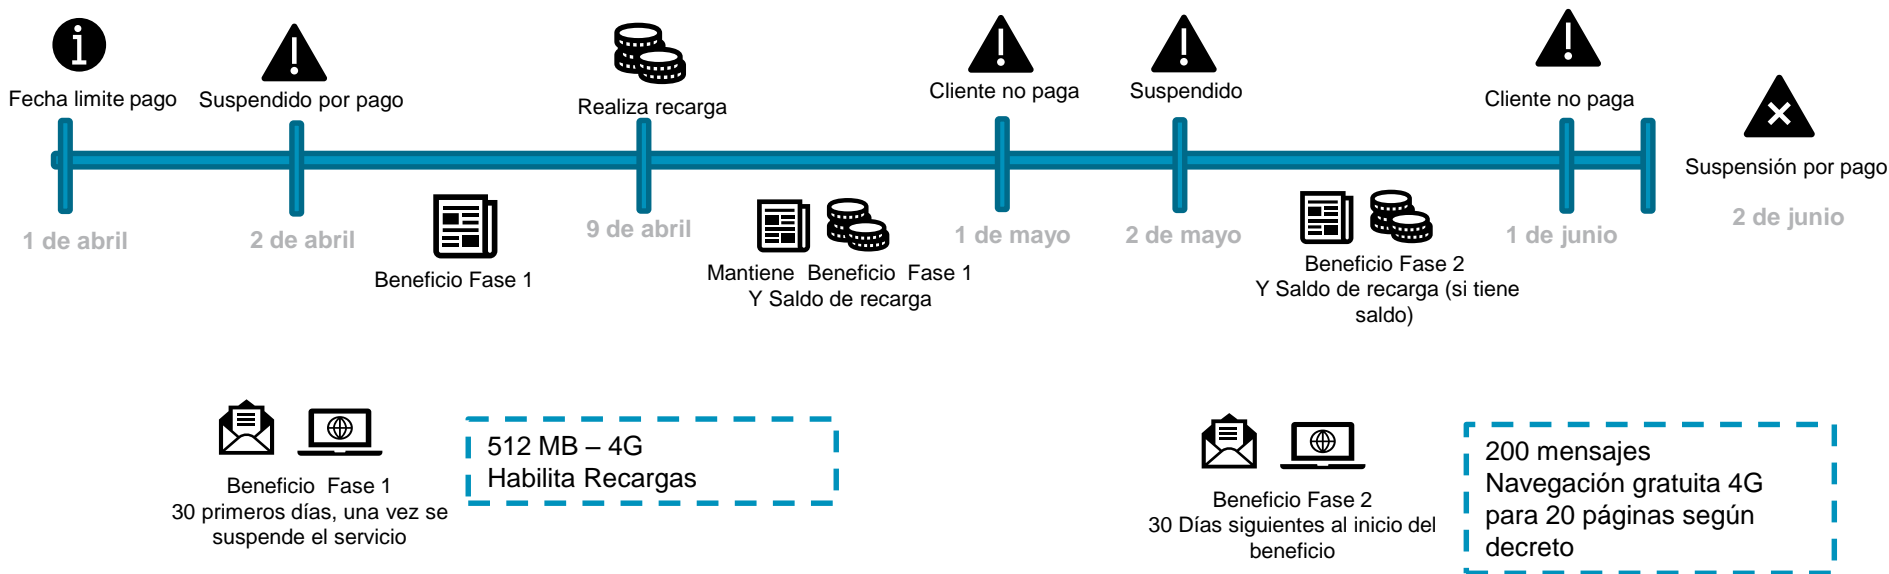 Fecha limite pago
1 de abril
Suspendido por pago
2 de abril
Beneficio Fase 1
Realiza recarga
9 de abril
Mantiene Beneficio Fase 1
Y Saldo de recarga
Cliente no paga
1 de mayo
Suspendido
2 de mayo
Beneficio Fase 2
Y Saldo de recarga (si tiene
saldo)
Cliente no paga
1 de junio
Suspensión por pago
2 de junio
Beneficio Fase 1
30 primeros días, una vez se
suspende el servicio
512 MB – 4G
Habilita Recargas
Beneficio Fase 2
30 Días siguientes al inicio del
beneficio
200 mensajes
Navegación gratuita 4G
para 20 páginas según
decreto